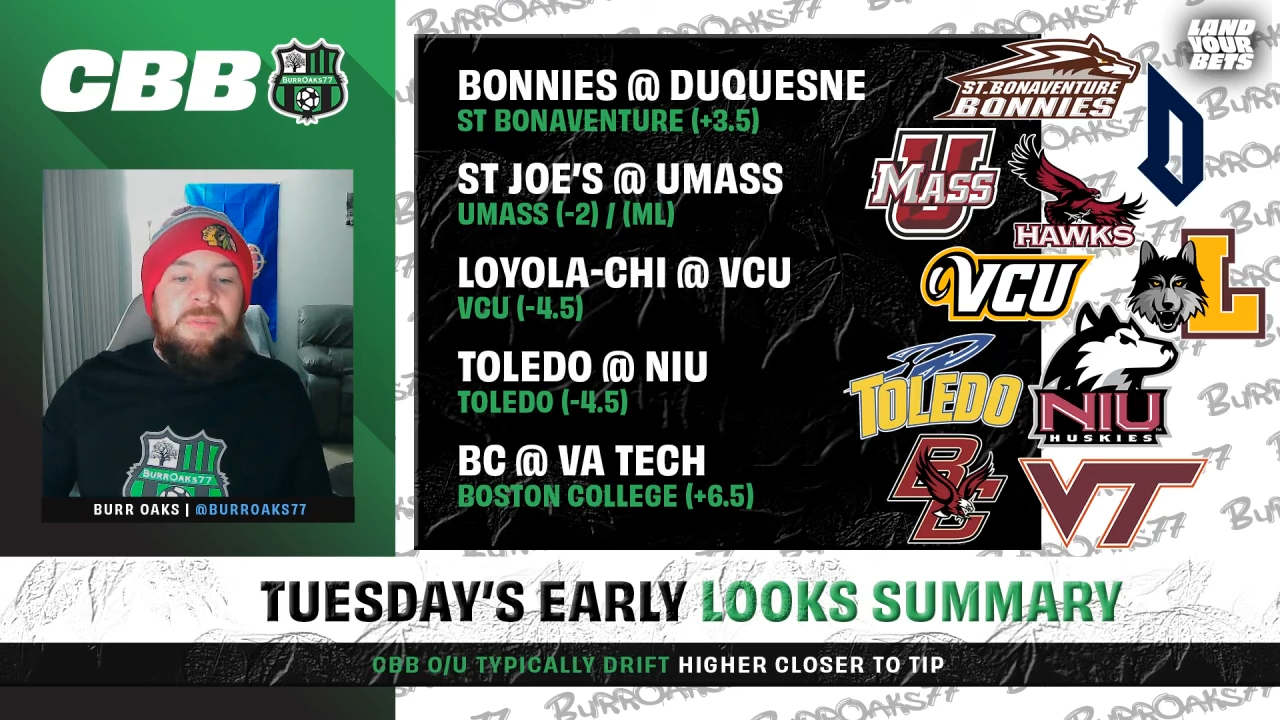 CBB
BURROAKS77
BONNIES @ DUQUESNE
ST BONAVENTURE (+3.5)
ST JOE'S @ UMASS
UMASS (-2) / (ML)
LOYOLA-CHI @ VCU
VCU (-4.5)
TOLEDO @ NIU
TOLEDO (-4.5)
BC @ VA TECH
BOSTON COLLEGE (+6.5)
LAND
YOUR
BETS
ST. BONAVENTURE
BONNIES
D
U
MASS
HAWKS
VCU
L
TOLEDO
NIU
HUSKIES
BC
VT
BURROAKS77
BURR OAKS | @BURROAKS77
TUESDAY'S EARLY LOOKS SUMMARY
CBB O/U TYPICALLY DRIFT HIGHER CLOSER TO TIP
BURROAKS77